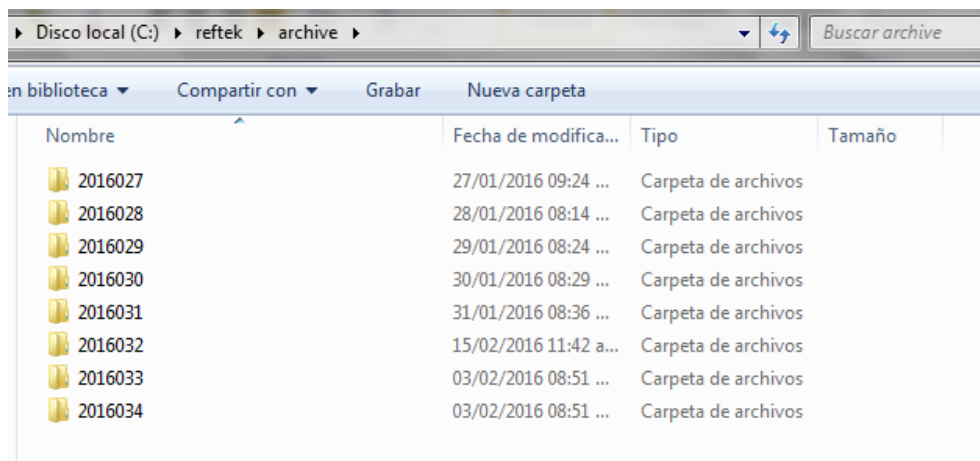 Disco local (C:) reftek archive Buscar archive
en biblioteca Compartir con Grabar Nueva carpeta
Nombre Fecha de modifica... Tipo Tamaño
2016027 27/01/2016 09:24 ... Carpeta de archivos
2016028 28/01/2016 08:14 ... Carpeta de archivos
2016029 29/01/2016 08:24 ... Carpeta de archivos
2016030 30/01/2016 08:29 ... Carpeta de archivos
2016031 31/01/2016 08:36 ... Carpeta de archivos
2016032 15/02/2016 11:42 a... Carpeta de archivos
2016033 03/02/2016 08:51 ... Carpeta de archivos
2016034 03/02/2016 08:51 ... Carpeta de archivos